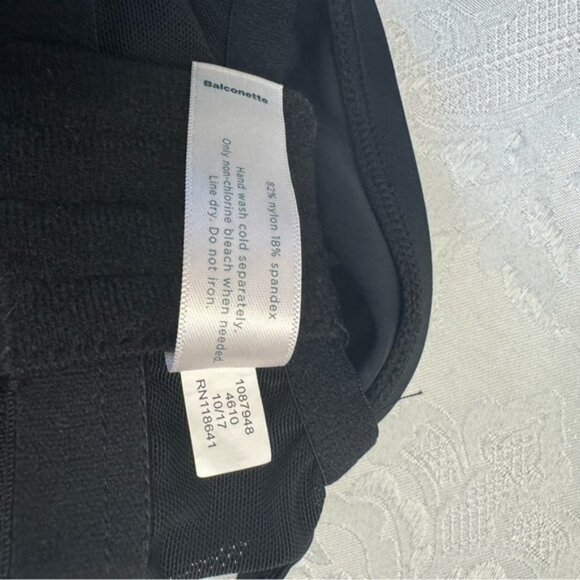 Balconette
82% nylon 18% spandex
Hand wash cold separately.
Only non-chlorine bleach when needed.
Line dry. Do not iron.
1087948
4610
10/17
RN118641